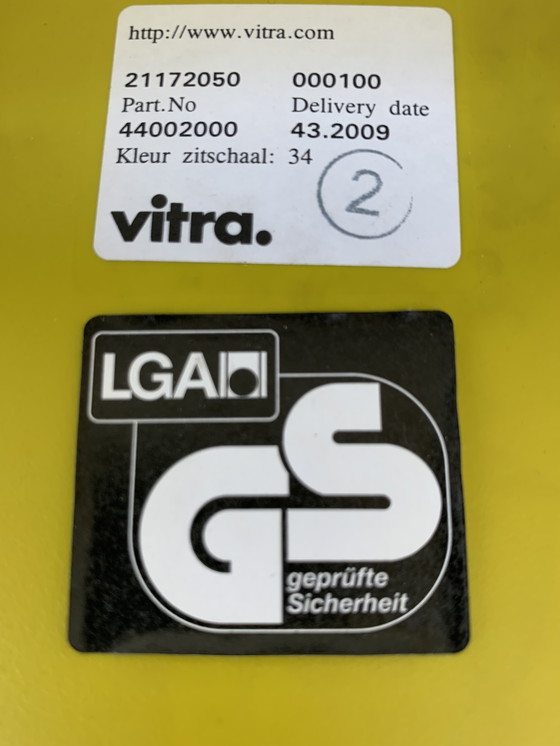 http://www.vitra.com
21172050 000100
Part.No Delivery date
44002000 43.2009
Kleur zitschaal: 34
2
vitra.
LGA
GS
geprüfte
Sicherheit